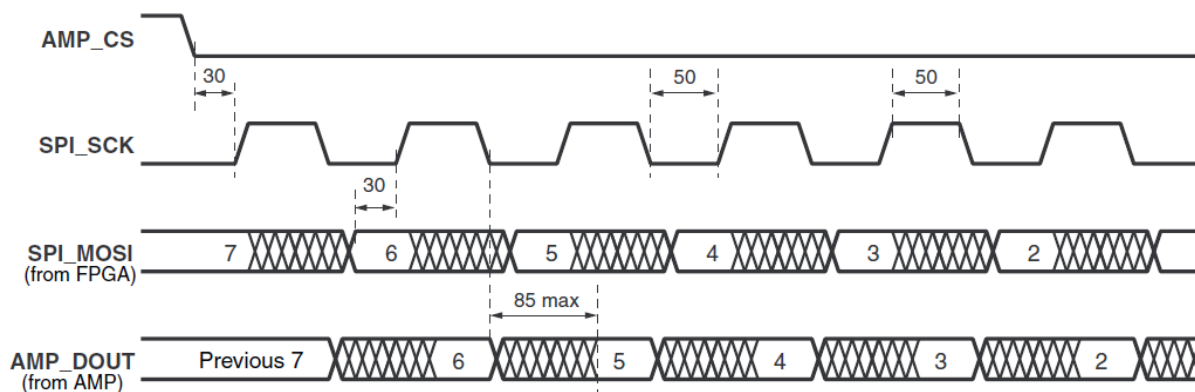 AMP_CS
30
50
50
SPI_SCK
30
SPI_MOSI
(from FPGA)
7
6
5
4
3
2
85 max
AMP_DOUT
(from AMP)
Previous 7
6
5
4
3
2